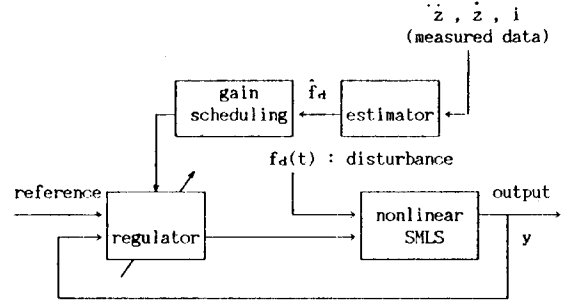 z̈ , ż , i
(measured data)
gain
scheduling
f̂d
estimator
fd(t) : disturbance
reference
regulator
nonlinear
SMLS
output
y